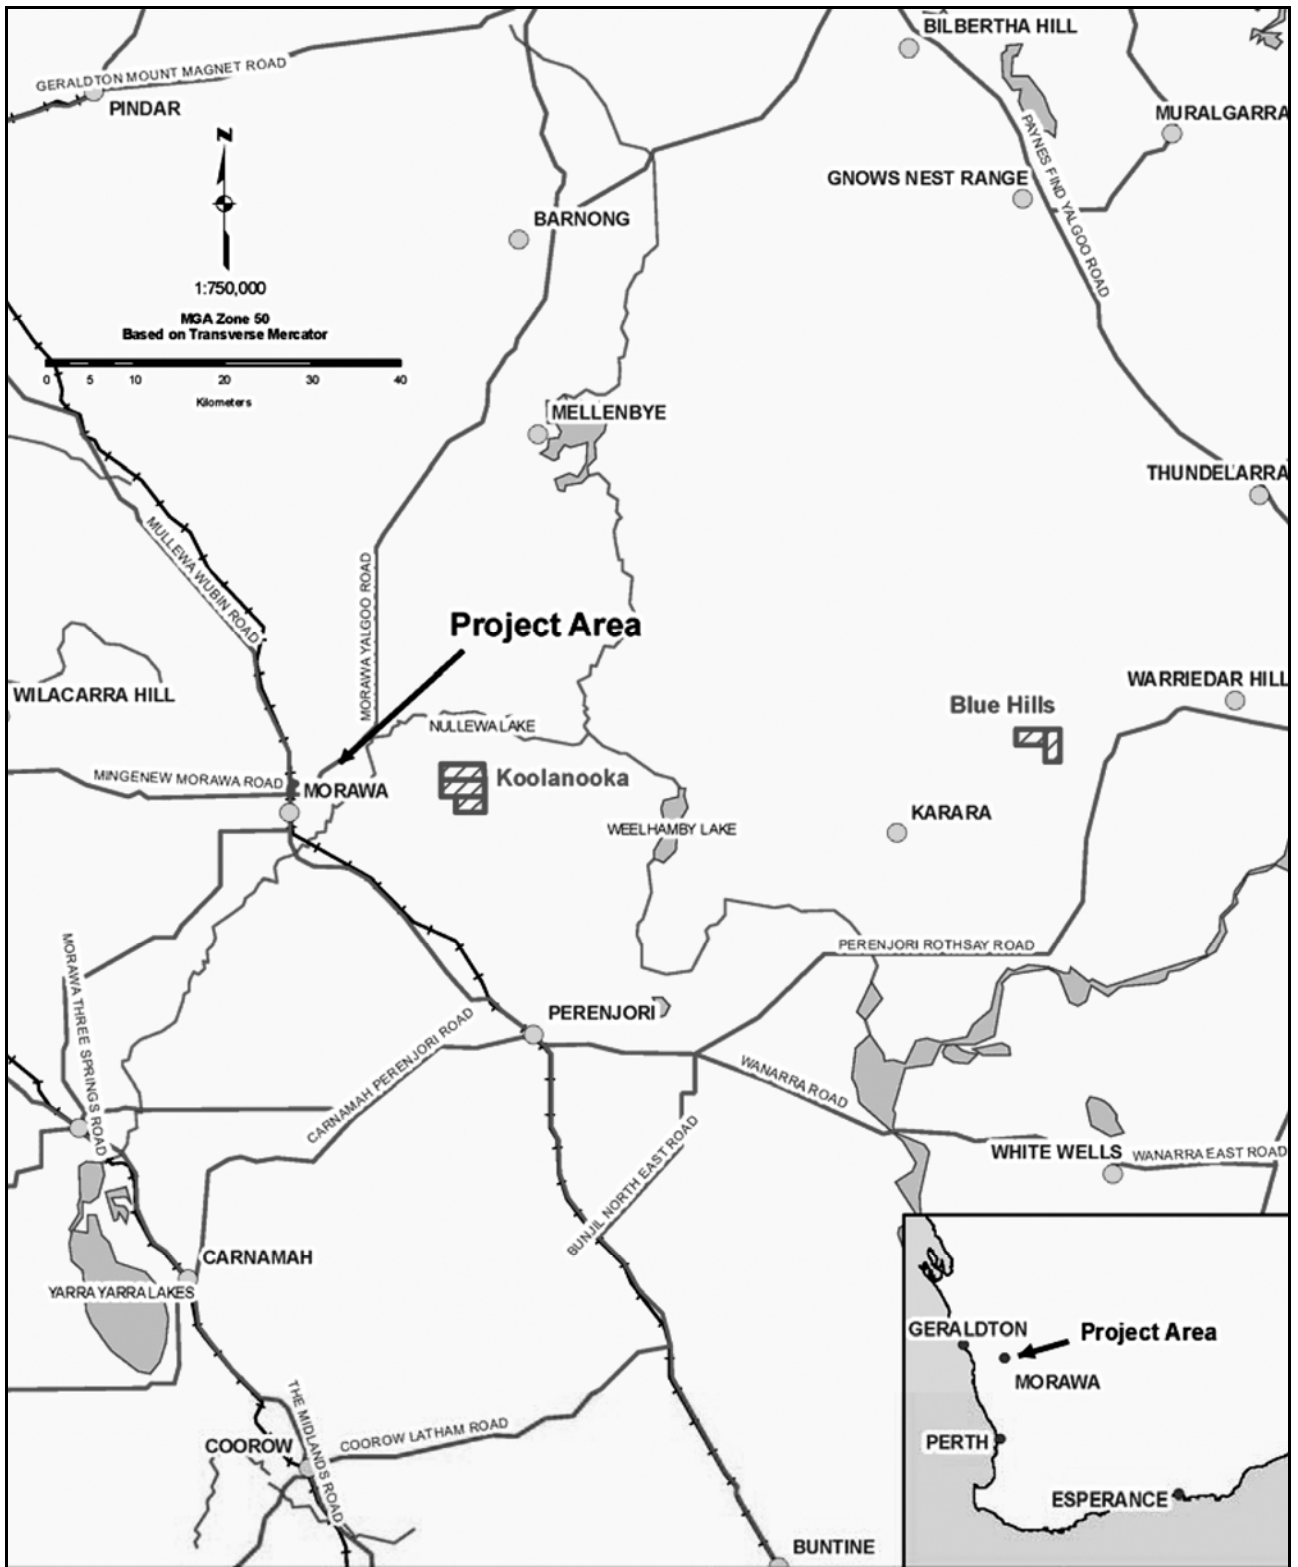 BILBERTHA HILL
GERALDTON MOUNT MAGNET ROAD
PINDAR
MURALGARRA
PAYNES FIND YALGOO ROAD
N
GNOWS NEST RANGE
BARNONG
1:750,000
MGA Zone 50
Based on Transverse Mercator
0 5 10 20 30 40
Kilometers
MELLENBYE
THUNDELARRA
MULLEWA WUBIN ROAD
MORAWA YALGOO ROAD
Project Area
WILACARRA HILL
WARRIEDAR HILL
Blue Hills
NULLEWA LAKE
MINGENEW MORAWA ROAD
MORAWA
Koolanooka
KARARA
WEELHAMBY LAKE
PERENJORI ROTHSAY ROAD
MORAWA THREE SPRINGS ROAD
PERENJORI
CARNAMAH PERENJORI ROAD
WANARRA ROAD
BUNJIL NORTH EAST ROAD
WHITE WELLS
WANARRA EAST ROAD
CARNAMAH
YARRA YARRA LAKES
GERALDTON
Project Area
MORAWA
THE MIDLANDS ROAD
COOROW
COOROW LATHAM ROAD
PERTH
ESPERANCE
BUNTINE